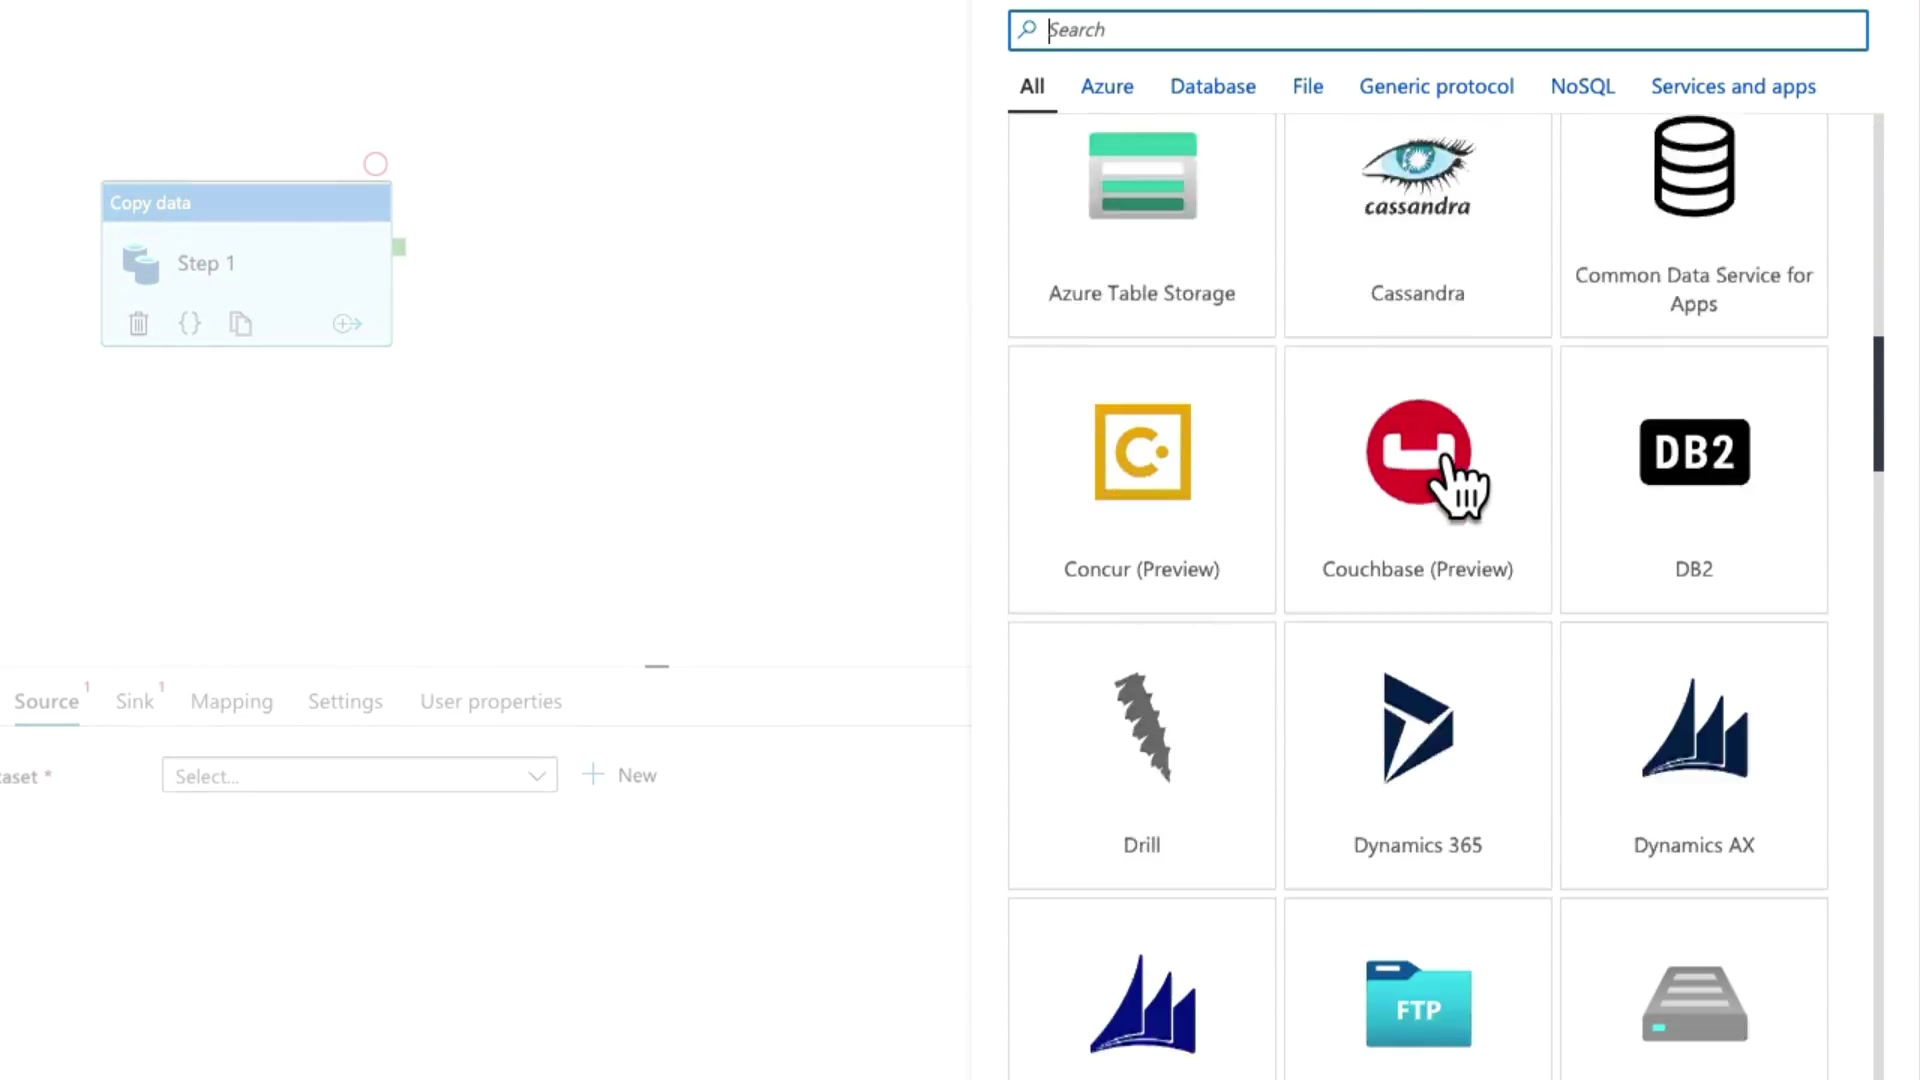 Search
All Azure Database File Generic protocol NoSQL Services and apps
cassandra
Azure Table Storage
Cassandra
Common Data Service for
Apps
Copy data
Step 1
C
DB2
Concur (Preview)
Couchbase (Preview)
DB2
Source 1 Sink 1 Mapping Settings User properties
aset * Select... New
Drill
Dynamics 365
Dynamics AX
FTP